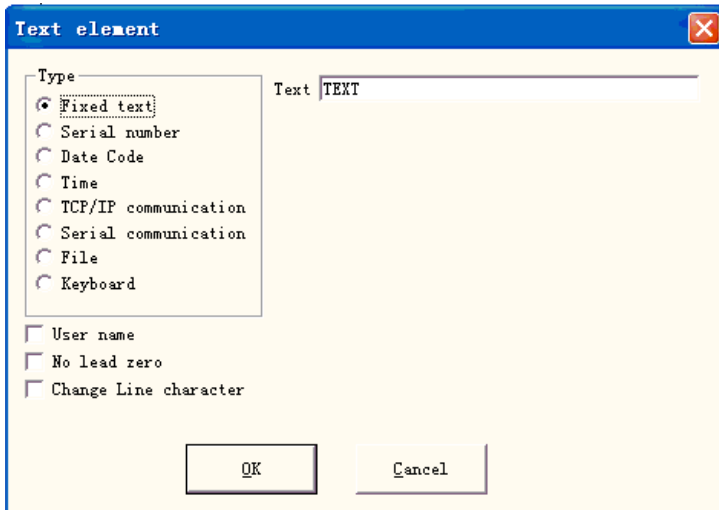 Text element
Type
Fixed text
Serial number
Date Code
Time
TCP/IP communication
Serial communication
File
Keyboard
Text TEXT
User name
No lead zero
Change Line character
OK
Cancel